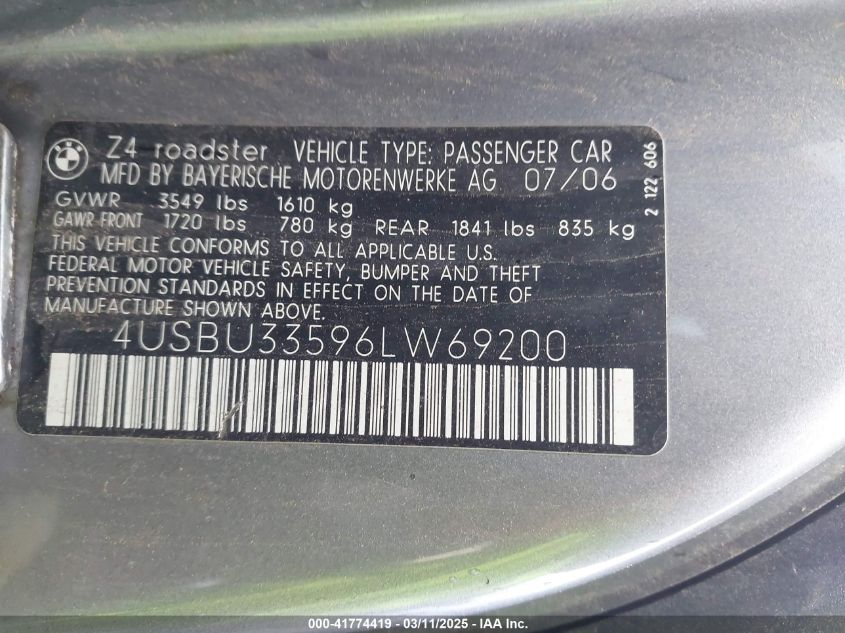 Z4 roadster VEHICLE TYPE: PASSENGER CAR
MFD BY BAYERISCHE MOTORENWERKE AG 07/06
GVWR 3549 lbs 1610 kg
GAWR FRONT 1720 lbs 780 kg REAR 1841 lbs 835 kg
THIS VEHICLE CONFORMS TO ALL APPLICABLE U.S.
FEDERAL MOTOR VEHICLE SAFETY, BUMPER AND THEFT
PREVENTION STANDARDS IN EFFECT ON THE DATE OF
MANUFACTURE SHOWN ABOVE.
4USBU33596LW69200
2 122 606
000-41774419 - 03/11/2025 - IAA Inc.